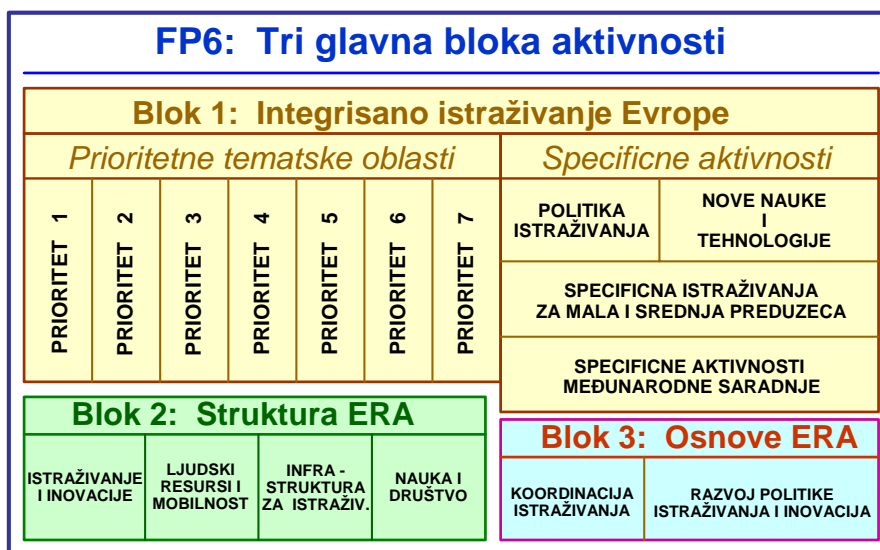 FP6: Tri glavna bloka aktivnosti
Blok 1: Integrisano istraživanje Evrope
Prioritetne tematske oblasti
PRIORITET 1
PRIORITET 2
PRIORITET 3
PRIORITET 4
PRIORITET 5
PRIORITET 6
PRIORITET 7
Specificne aktivnosti
POLITIKA
ISTRAŽIVANJA
NOVE NAUKE
I
TEHNOLOGIJE
SPECIFICNA ISTRAŽIVANJA
ZA MALA I SREDNJA PREDUZECA
SPECIFICNE AKTIVNOSTI
MEĐUNARODNE SARADNJE
Blok 2: Struktura ERA
ISTRAŽIVANJE
I INOVACIJE
LJUDSKI
RESURSI I
MOBILNOST
INFRA -
STRUKTURA
ZA ISTRAŽIV.
NAUKA I
DRUŠTVO
Blok 3: Osnove ERA
KOORDINACIJA
ISTRAŽIVANJA
RAZVOJ POLITIKE
ISTRAŽIVANJA I INOVACIJA